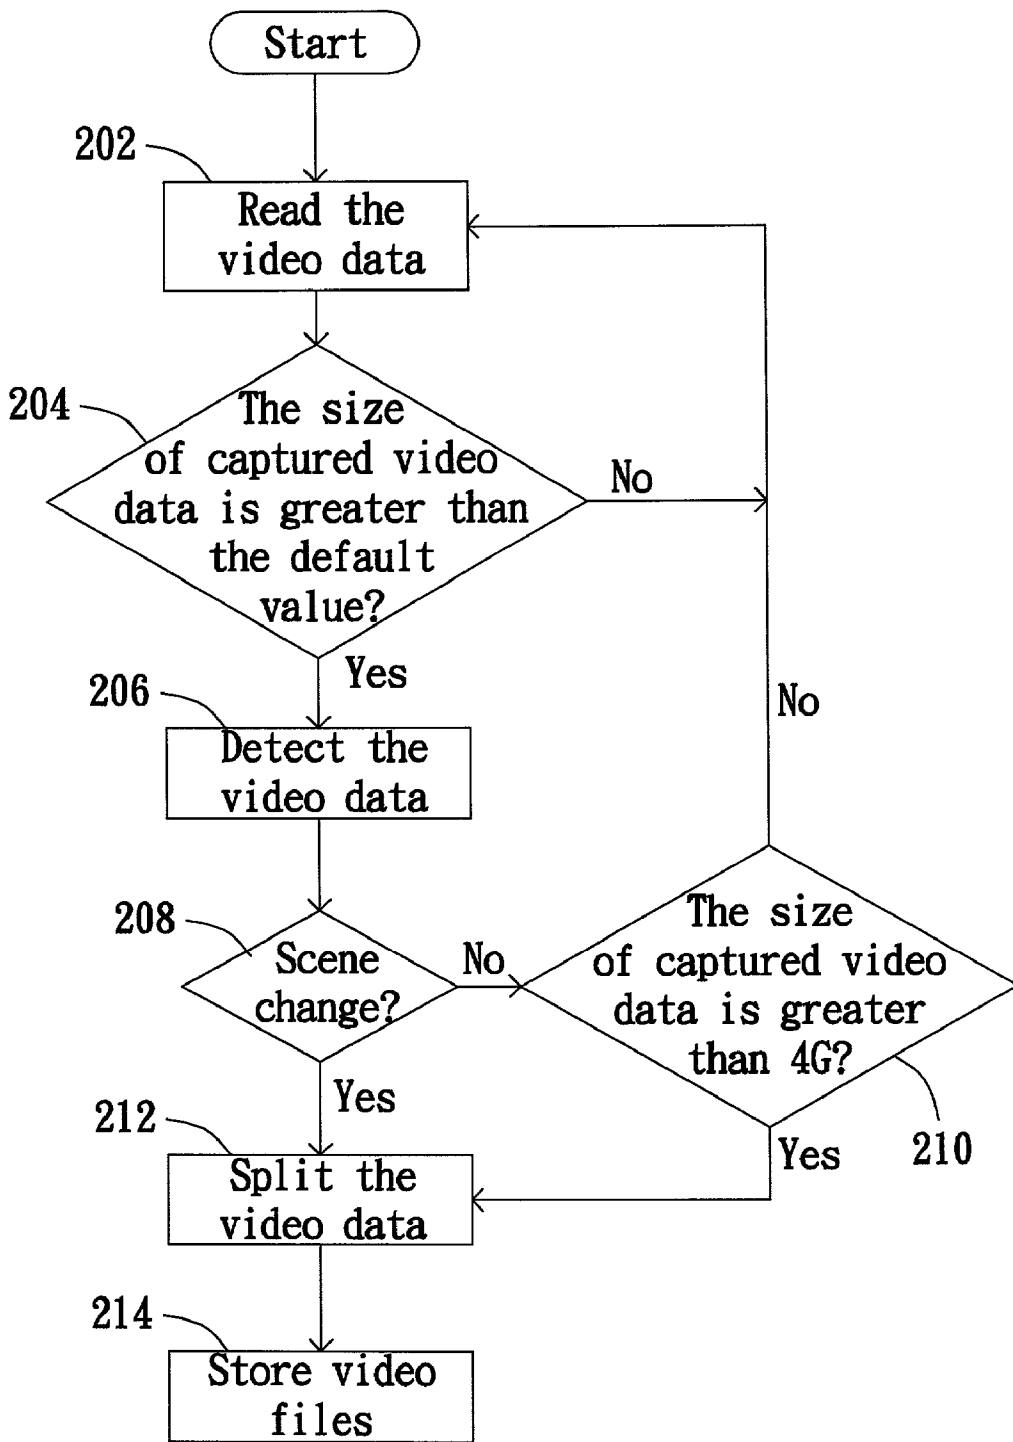 Start
202
Read the
video data
204
The size
of captured video
data is greater than
the default
value?
No
Yes
206
Detect the
video data
No
208
Scene
change?
No
The size
of captured video
data is greater
than 4G?
210
Yes
Yes
212
Split the
video data
214
Store video
files